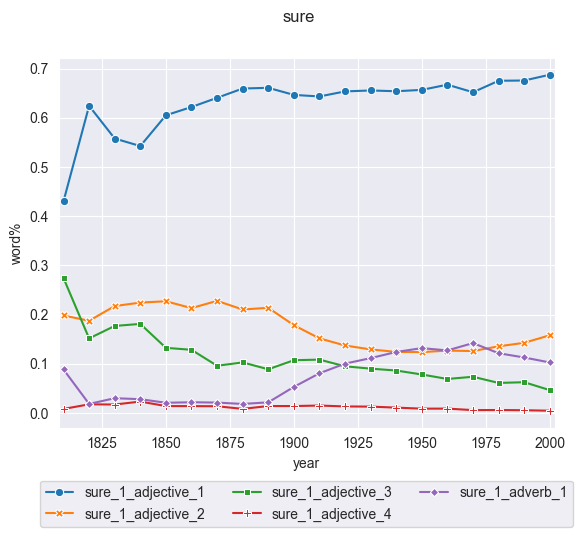 sure
0.7
0.6
0.5
0.4
0.3
0.2
0.1
0.0
word%
1825 1850 1875 1900 1925 1950 1975 2000
year
sure_1_adjective_1 sure_1_adjective_3 sure_1_adverb_1
sure_1_adjective_2 sure_1_adjective_4